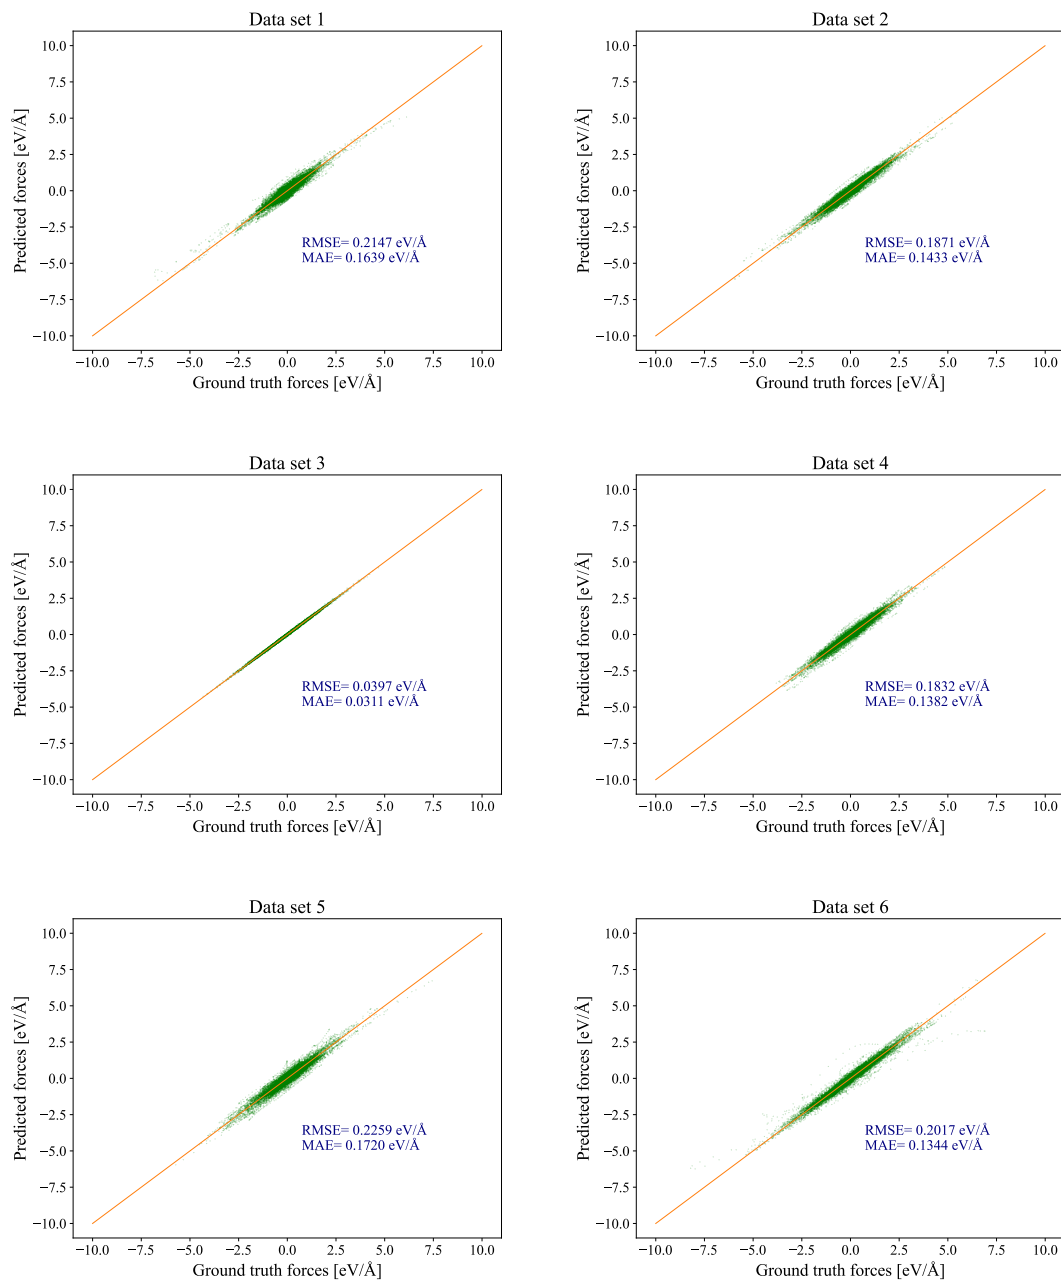 Data set 1
10.0
7.5
5.0
2.5
0.0
−2.5
−5.0
−7.5
−10.0
Predicted forces [eV/Å]
RMSE= 0.2147 eV/Å
MAE= 0.1639 eV/Å
−10.0 −7.5 −5.0 −2.5 0.0 2.5 5.0 7.5 10.0
Ground truth forces [eV/Å]
Data set 2
10.0
7.5
5.0
2.5
0.0
−2.5
−5.0
−7.5
−10.0
Predicted forces [eV/Å]
RMSE= 0.1871 eV/Å
MAE= 0.1433 eV/Å
−10.0 −7.5 −5.0 −2.5 0.0 2.5 5.0 7.5 10.0
Ground truth forces [eV/Å]
Data set 3
10.0
7.5
5.0
2.5
0.0
−2.5
−5.0
−7.5
−10.0
Predicted forces [eV/Å]
RMSE= 0.0397 eV/Å
MAE= 0.0311 eV/Å
−10.0 −7.5 −5.0 −2.5 0.0 2.5 5.0 7.5 10.0
Ground truth forces [eV/Å]
Data set 4
10.0
7.5
5.0
2.5
0.0
−2.5
−5.0
−7.5
−10.0
Predicted forces [eV/Å]
RMSE= 0.1832 eV/Å
MAE= 0.1382 eV/Å
−10.0 −7.5 −5.0 −2.5 0.0 2.5 5.0 7.5 10.0
Ground truth forces [eV/Å]
Data set 5
10.0
7.5
5.0
2.5
0.0
−2.5
−5.0
−7.5
−10.0
Predicted forces [eV/Å]
RMSE= 0.2259 eV/Å
MAE= 0.1720 eV/Å
−10.0 −7.5 −5.0 −2.5 0.0 2.5 5.0 7.5 10.0
Ground truth forces [eV/Å]
Data set 6
10.0
7.5
5.0
2.5
0.0
−2.5
−5.0
−7.5
−10.0
Predicted forces [eV/Å]
RMSE= 0.2017 eV/Å
MAE= 0.1344 eV/Å
−10.0 −7.5 −5.0 −2.5 0.0 2.5 5.0 7.5 10.0
Ground truth forces [eV/Å]